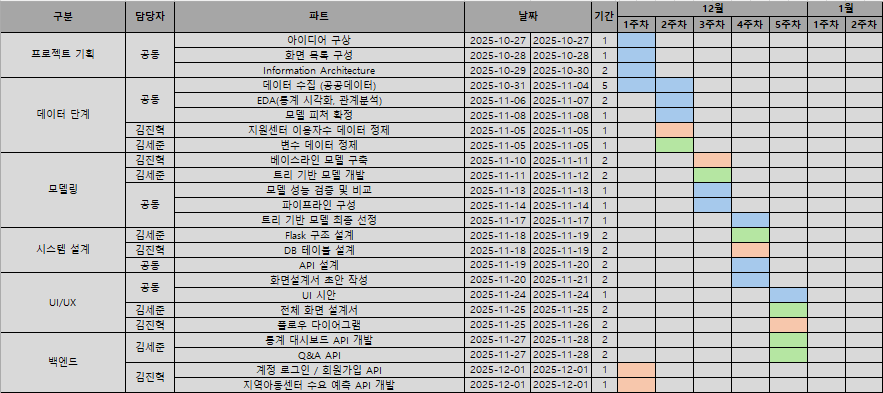 구분 담당자 파트 날짜 기간 12월 1월
1주차 2주차 3주차 4주차 5주차 1주차 2주차
프로젝트 기획 공동 아이디어 구상 2025-10-27 2025-10-27 1
화면 목록 구성 2025-10-28 2025-10-28 1
Information Architecture 2025-10-29 2025-10-30 2
데이터 단계 공동 데이터 수집 (공공데이터) 2025-10-31 2025-11-04 5
EDA(통계 시각화, 관계분석) 2025-11-06 2025-11-07 2
모델 피처 확정 2025-11-08 2025-11-08 1
김진혁 지원센터 이용자수 데이터 정제 2025-11-05 2025-11-05 1
김세준 변수 데이터 정제 2025-11-05 2025-11-05 1
모델링 김진혁 베이스라인 모델 구축 2025-11-10 2025-11-11 2
김세준 트리 기반 모델 개발 2025-11-11 2025-11-12 2
공동 모델 성능 검증 및 비교 2025-11-13 2025-11-13 1
파이프라인 구성 2025-11-14 2025-11-14 1
트리 기반 모델 최종 선정 2025-11-17 2025-11-17 1
시스템 설계 김세준 Flask 구조 설계 2025-11-18 2025-11-19 2
김진혁 DB 테이블 설계 2025-11-18 2025-11-19 2
공동 API 설계 2025-11-19 2025-11-20 2
UI/UX 공동 화면설계서 초안 작성 2025-11-20 2025-11-21 2
UI 시안 2025-11-24 2025-11-24 1
김세준 전체 화면 설계서 2025-11-25 2025-11-25 2
김진혁 플로우 다이어그램 2025-11-25 2025-11-26 2
백엔드 김세준 통계 대시보드 API 개발 2025-11-27 2025-11-28 2
Q&A API 2025-11-27 2025-11-28 2
김진혁 계정 로그인 / 회원가입 API 2025-12-01 2025-12-01 1
지역아동센터 수요 예측 API 개발 2025-12-01 2025-12-01 1